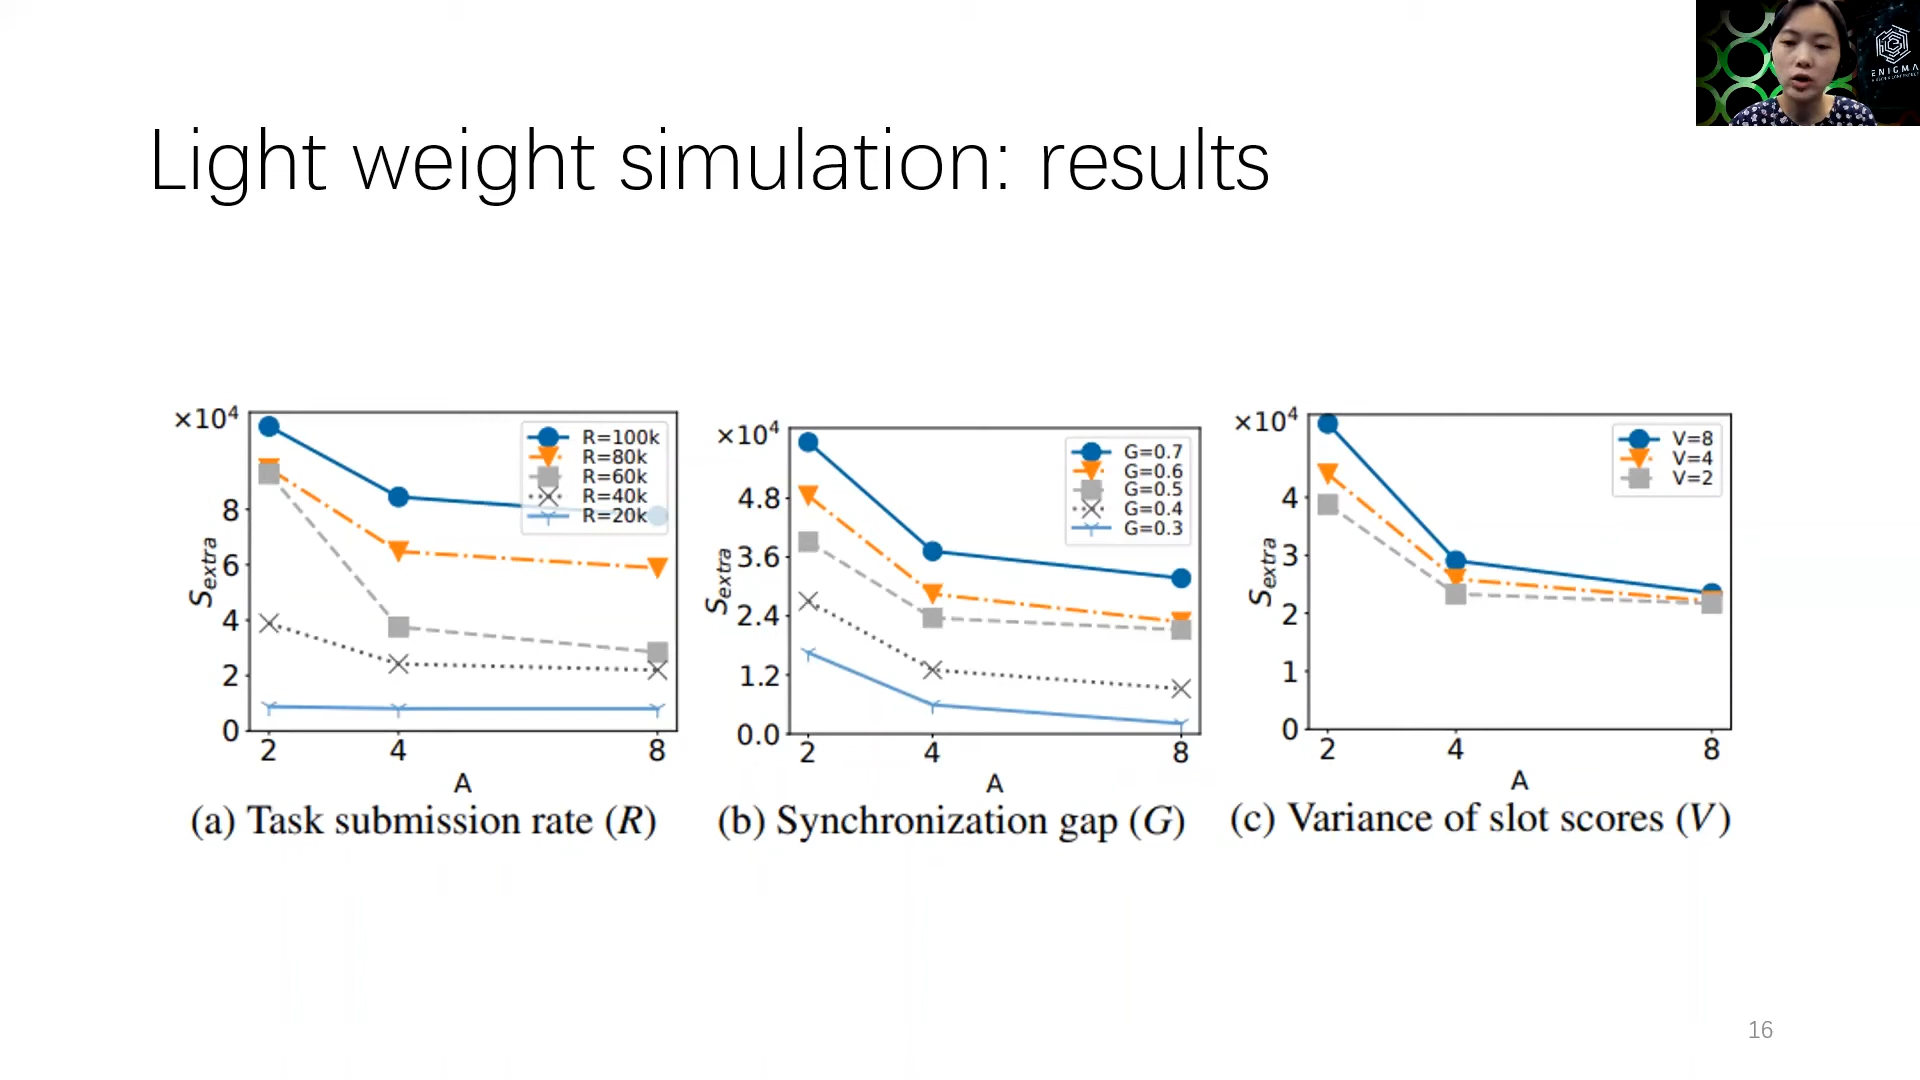 ENIGMA
Light weight simulation: results
×10⁴
8
6
4
2
0
S_extra
2 4 8
A
R=100k
R=80k
R=60k
R=40k
R=20k
(a) Task submission rate (R)
×10⁴
4.8
3.6
2.4
1.2
0.0
S_extra
2 4 8
A
G=0.7
G=0.6
G=0.5
G=0.4
G=0.3
(b) Synchronization gap (G)
×10⁴
4
3
2
1
0
S_extra
2 4 8
A
V=8
V=4
V=2
(c) Variance of slot scores (V)
16